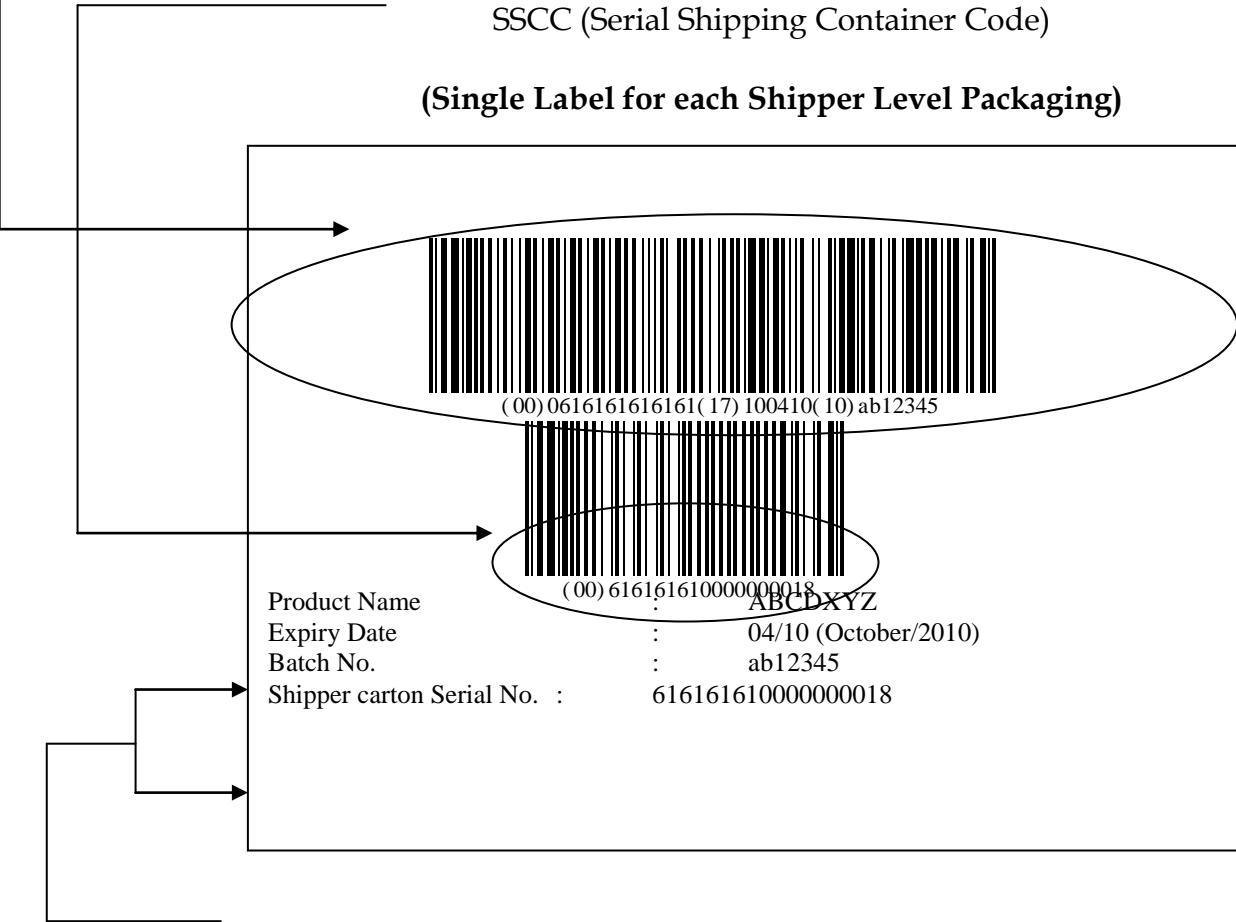 SSCC (Serial Shipping Container Code)
(Single Label for each Shipper Level Packaging)
(00)0616161616161(17)100410(10)ab12345
(00)616161610000000018
Product Name : ABCDXYZ
Expiry Date : 04/10 (October/2010)
Batch No. : ab12345
Shipper carton Serial No. : 616161610000000018